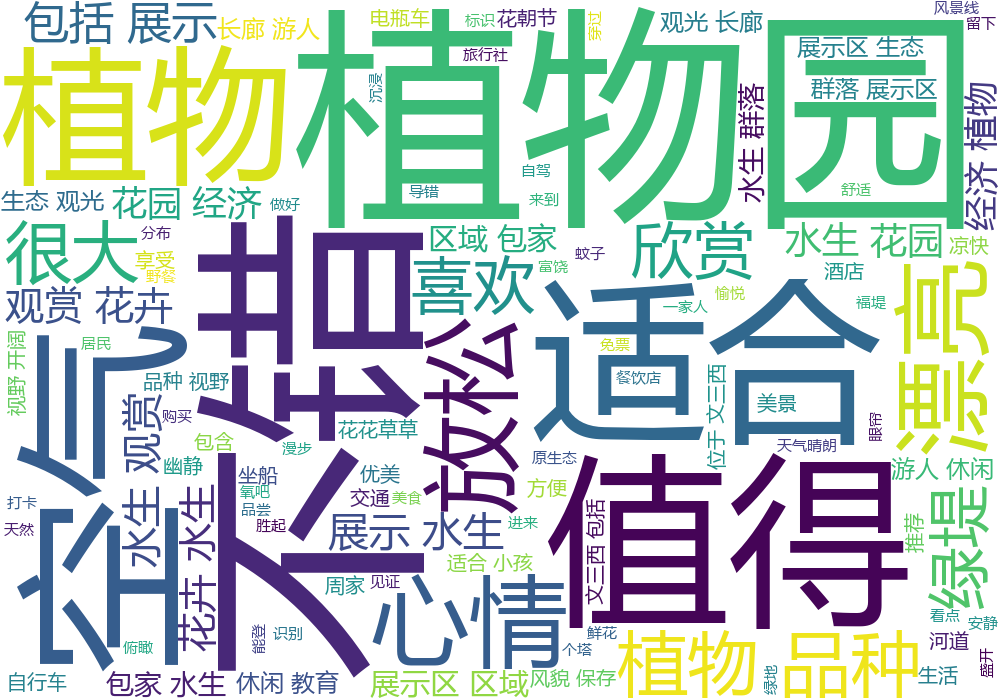 包括 展示
长廊 游人
电瓶车
标识
花朝节
穿过
观光 长廊
风景线
留下
旅行社
植物
植物园
沉浸
展示区 生态
群落 展示区
水生 群落
经济 植物
自驾
导错
来到
舒适
生态 观光
花园 经济
做好
很大
分布
享受
野餐
不错
区域 包家
蚊子
欣赏
水生 花园
凉快
喜欢
富饶
酒店
观赏 花卉
一家人
愉悦
福堤
适合
漂亮
空气
居民
视野 开阔
放松
免票
品种 视野
餐饮店
观赏 水生
购买
美景
位于 文三西
眼帘
包含
花花草草
漫步
天气晴朗
幽静
坐船
优美
原生态
值得
游人 休闲
氧吧
交通
美食
方便
打卡
品尝
花卉 水生
绿堤
天然
胜起
展示 水生
进来
文三西 包括
推荐
适合 小孩
心情
周家
见证
看点
安静
俯瞰
能登
识别
鲜花
个塔
植物 品种
河道
盛开
自行车
包家 水生
休闲 教育
展示区 区域
风貌 保存
绿地
生活